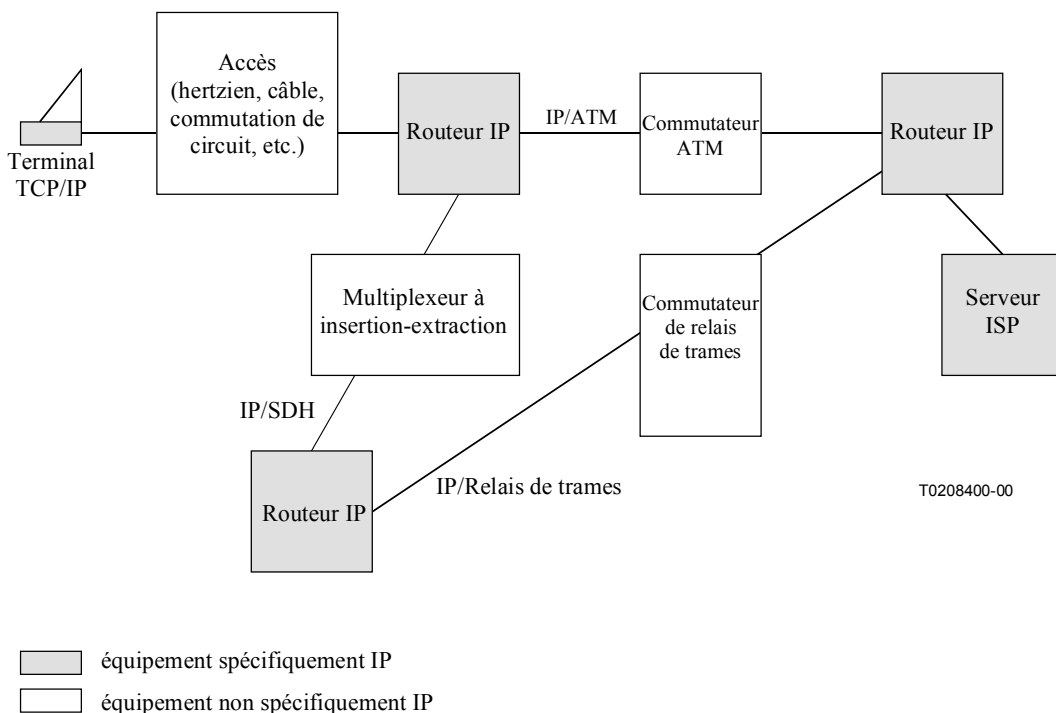 Accès
(hertzien, câble,
commutation de
circuit, etc.)
Terminal
TCP/IP
Routeur IP
IP/ATM
Commutateur
ATM
Routeur IP
Multiplexeur à
insertion-extraction
Commutateur
de relais
de trames
Serveur
ISP
IP/SDH
Routeur IP
IP/Relais de trames
T0208400-00
équipement spécifiquement IP
équipement non spécifiquement IP